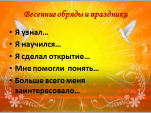 Весенние обряды и праздники
• Я узнал…
• Я научился…
• Я сделал открытие…
• Мне помогли понять…
• Больше всего меня
заинтересовало…